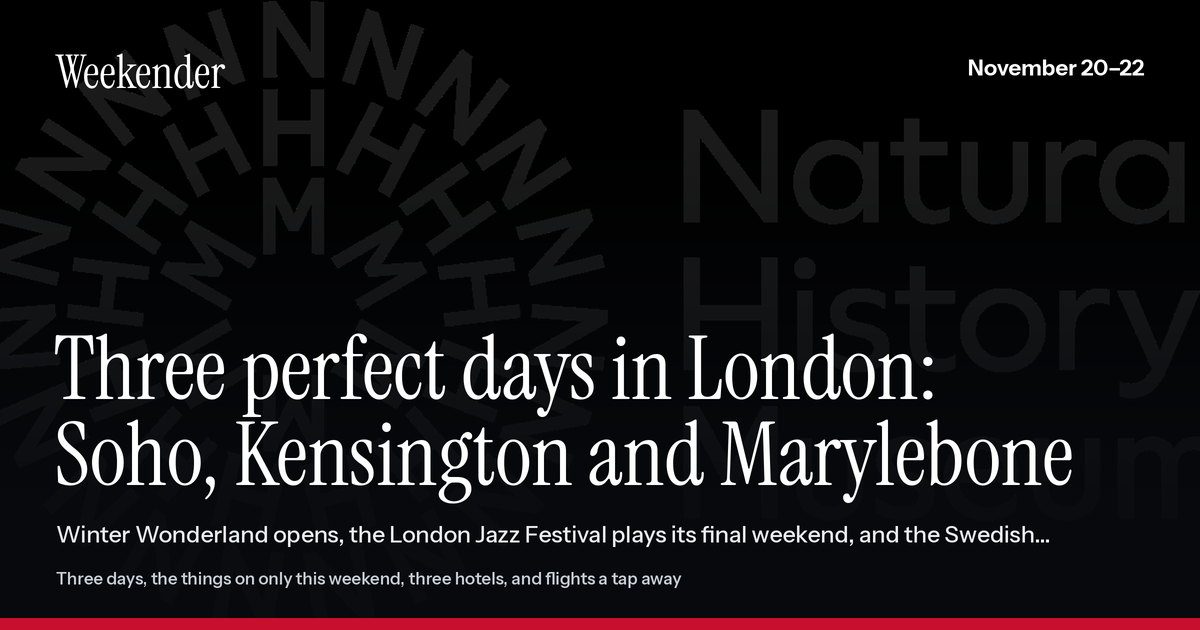 Weekender
November 20–22
Natura
History
Three perfect days in London:
Soho, Kensington and Marylebone
Winter Wonderland opens, the London Jazz Festival plays its final weekend, and the Swedish...
Three days, the things on only this weekend, three hotels, and flights a tap away